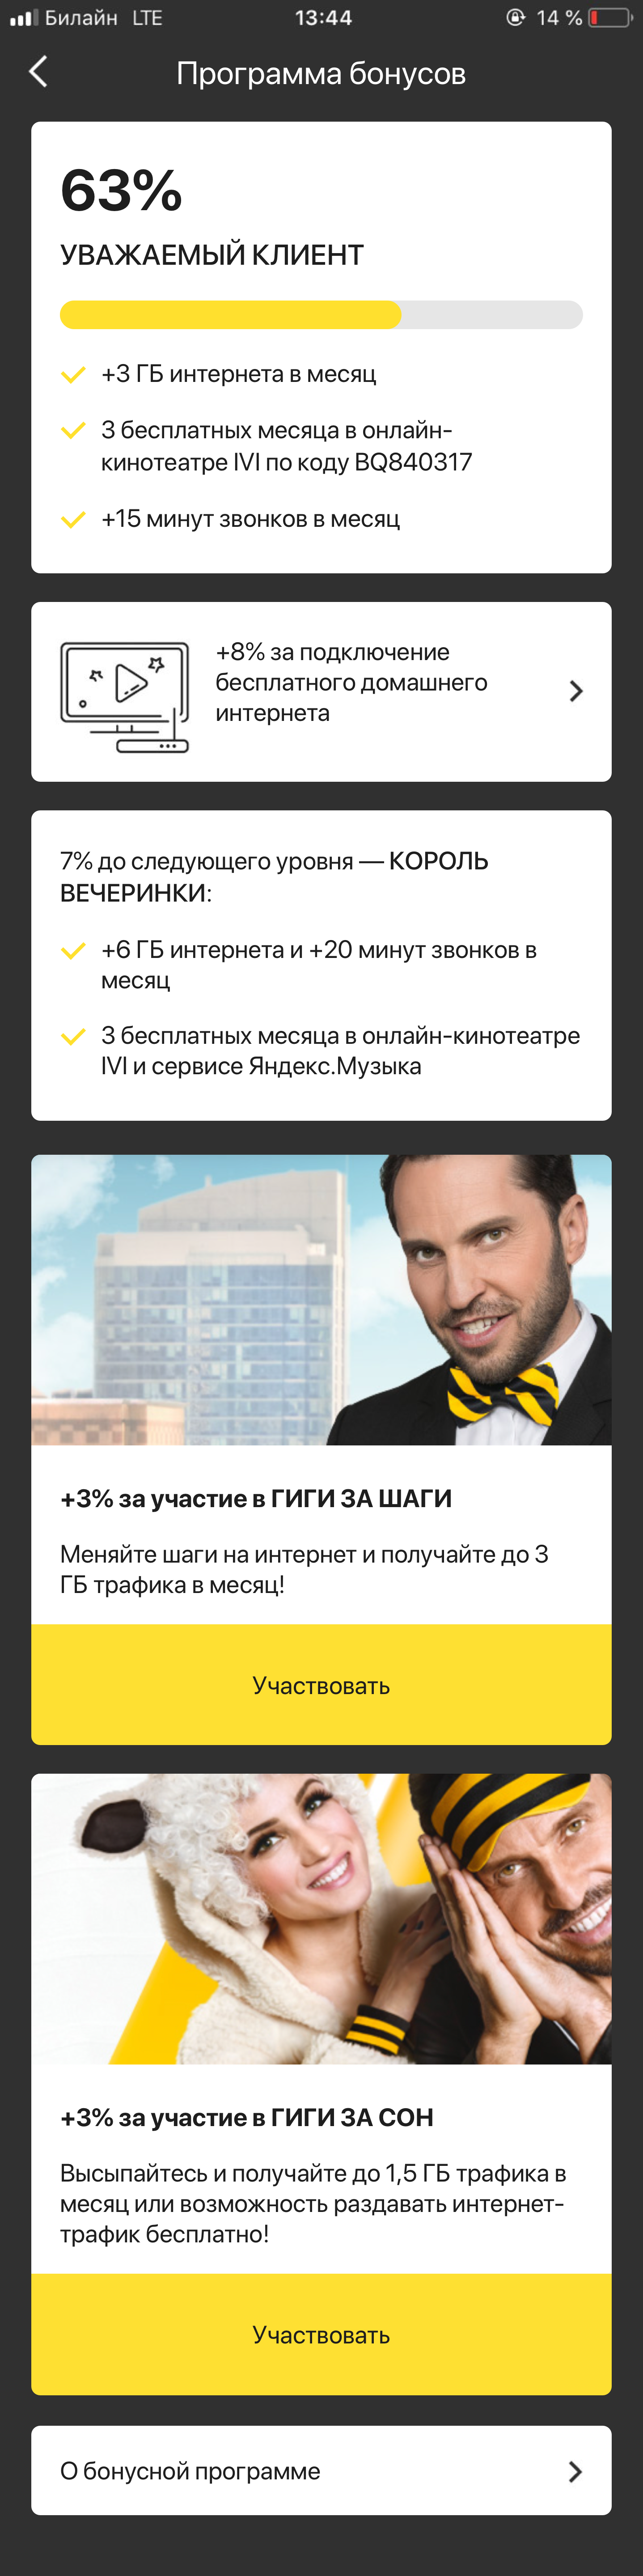 Билайн LTE 13:44 14 %
Программа бонусов
63%
УВАЖАЕМЫЙ КЛИЕНТ
+3 ГБ интернета в месяц
3 бесплатных месяца в онлайн-
кинотеатре IVI по коду BQ840317
+15 минут звонков в месяц
+8% за подключение
бесплатного домашнего
интернета
7% до следующего уровня — КОРОЛЬ
ВЕЧЕРИНКИ:
+6 ГБ интернета и +20 минут звонков в
месяц
3 бесплатных месяца в онлайн-кинотеатре
IVI и сервисе Яндекс.Музыка
+3% за участие в ГИГИ ЗА ШАГИ
Меняйте шаги на интернет и получайте до 3
ГБ трафика в месяц!
Участвовать
+3% за участие в ГИГИ ЗА СОН
Высыпайтесь и получайте до 1,5 ГБ трафика в
месяц или возможность раздавать интернет-
трафик бесплатно!
Участвовать
О бонусной программе